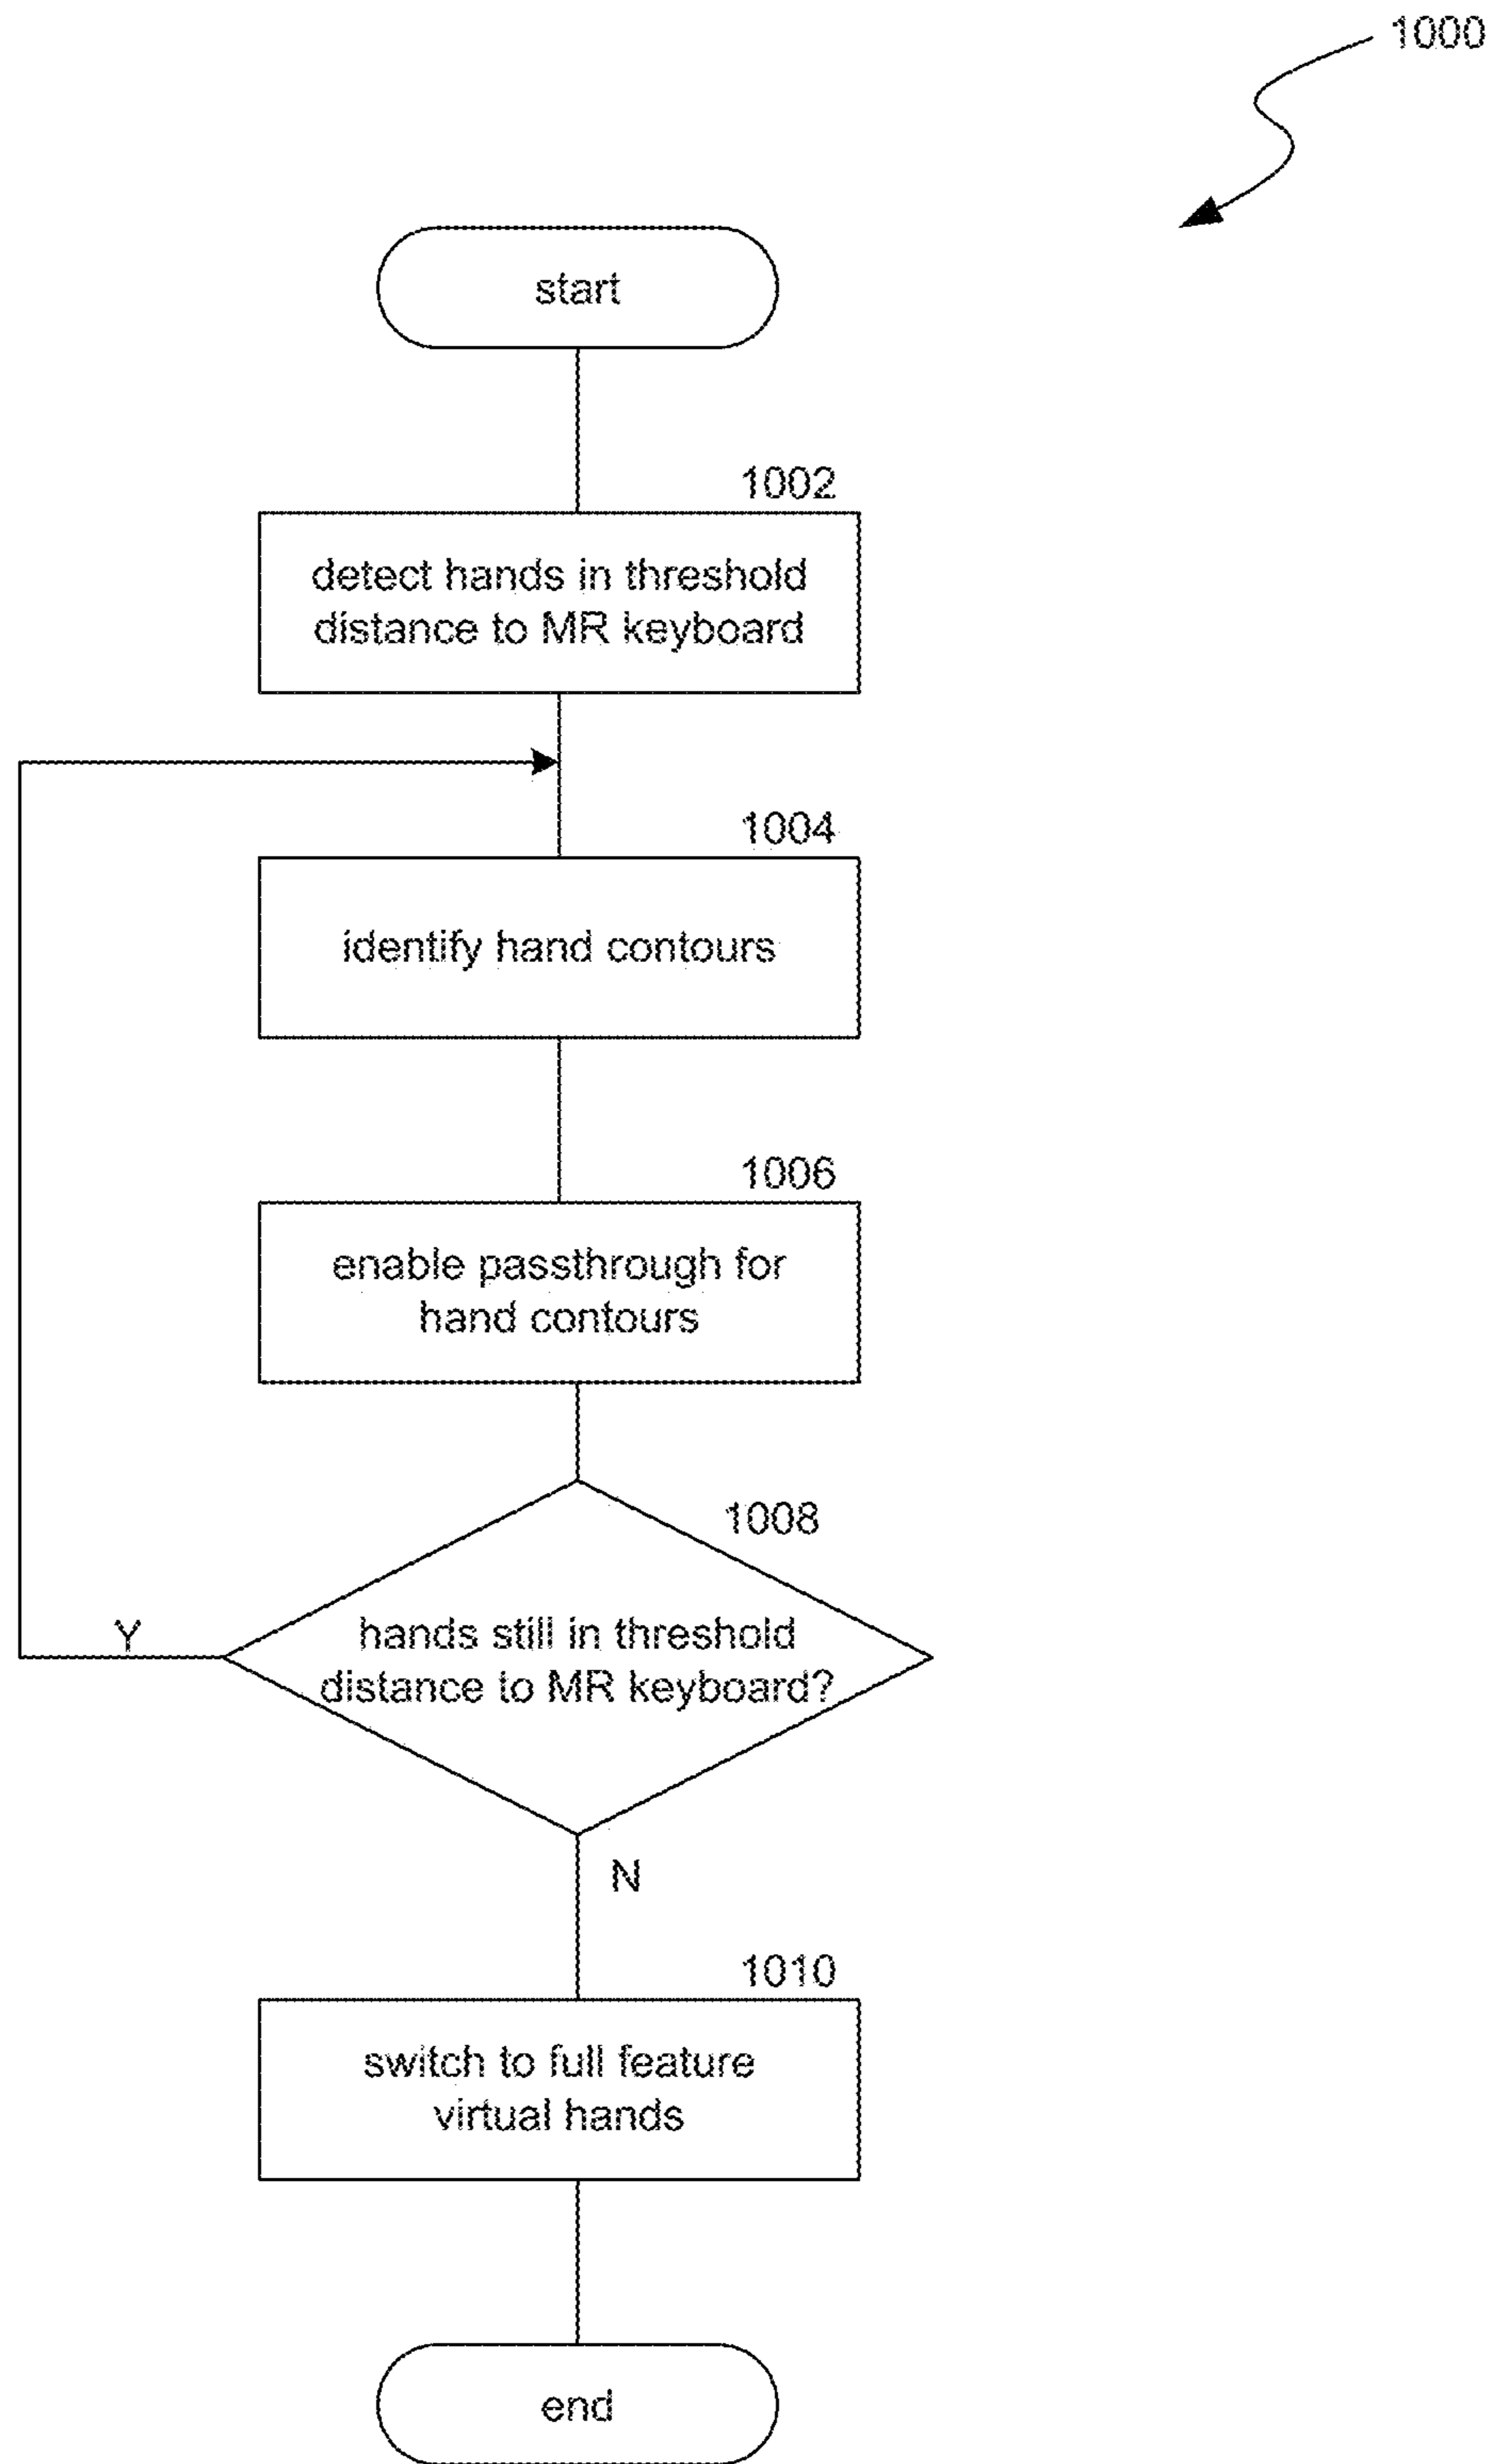 1000
start
1002
detect hands in threshold
distance to MR keyboard
1004
identify hand contours
1006
enable passthrough for
hand contours
1008
hands still in threshold
distance to MR keyboard?
Y
N
1010
switch to full feature
virtual hands
end